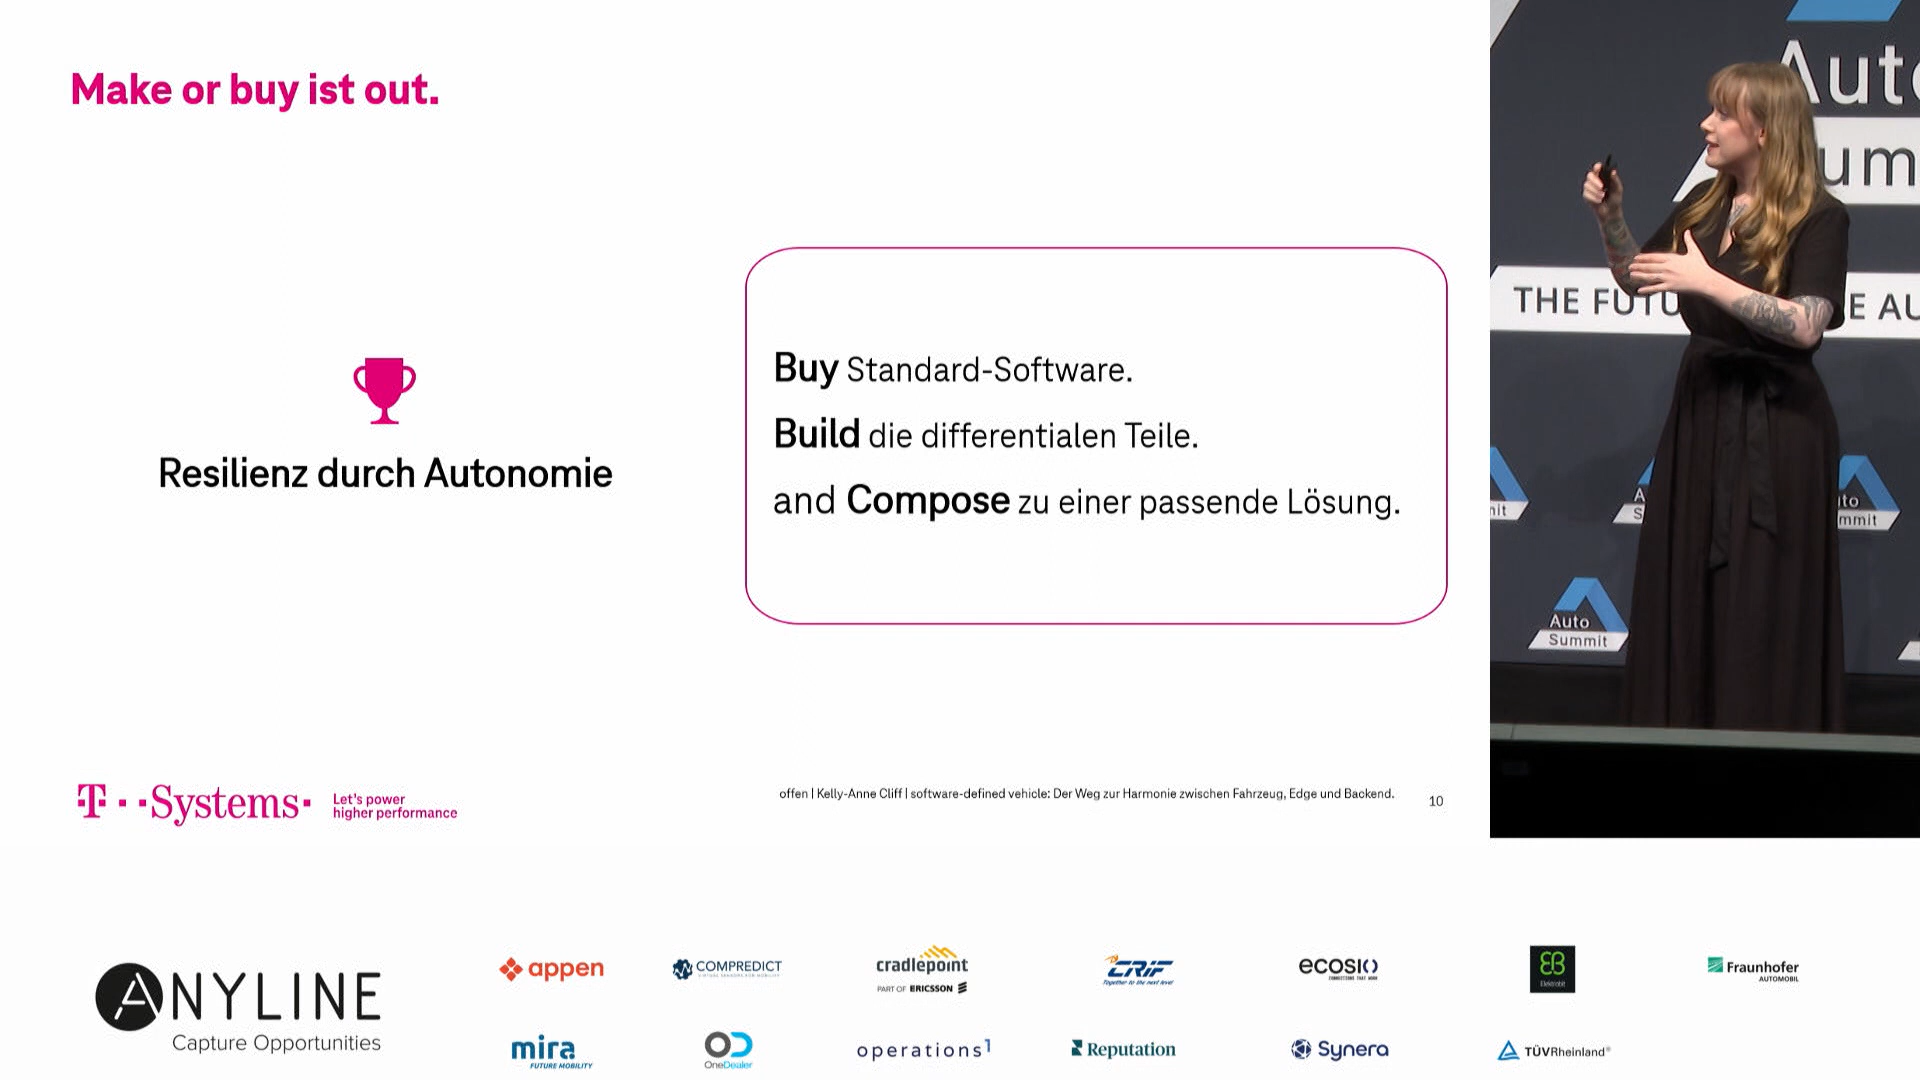 Make or buy ist out.
Resilienz durch Autonomie
Buy Standard-Software.
Build die differentialen Teile.
and Compose zu einer passende Lösung.
T··Systems·
Let's power
higher performance
offen | Kelly-Anne Cliff | software-defined vehicle: Der Weg zur Harmonie zwischen Fahrzeug, Edge und Backend.
10
Auto
Summit
THE FUTU
E AU
Auto
Summit
ANYLINE
Capture Opportunities
appen
COMPREDICT
cradlepoint
PART OF ERICSSON
CRIF
Together to the next level
ecosio
CONNECTIONS THAT WORK
EB
Elektrobit
Fraunhofer
AUTOMOBIL
mira
FUTURE MOBILITY
OneDealer
operations1
Reputation
Synera
TÜVRheinland®